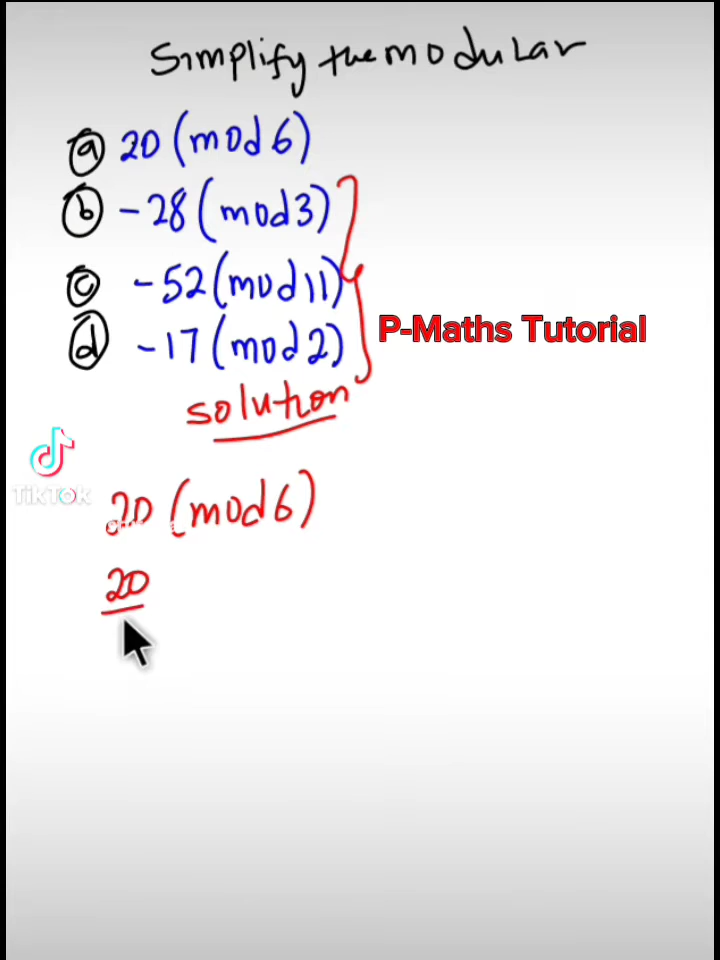 Simplify the modular
a 20 (mod 6)
b -28 (mod 3)
c -52 (mod 11)
d -17 (mod 2)
P-Maths Tutorial
solution
TikTok
20 (mod 6)
20